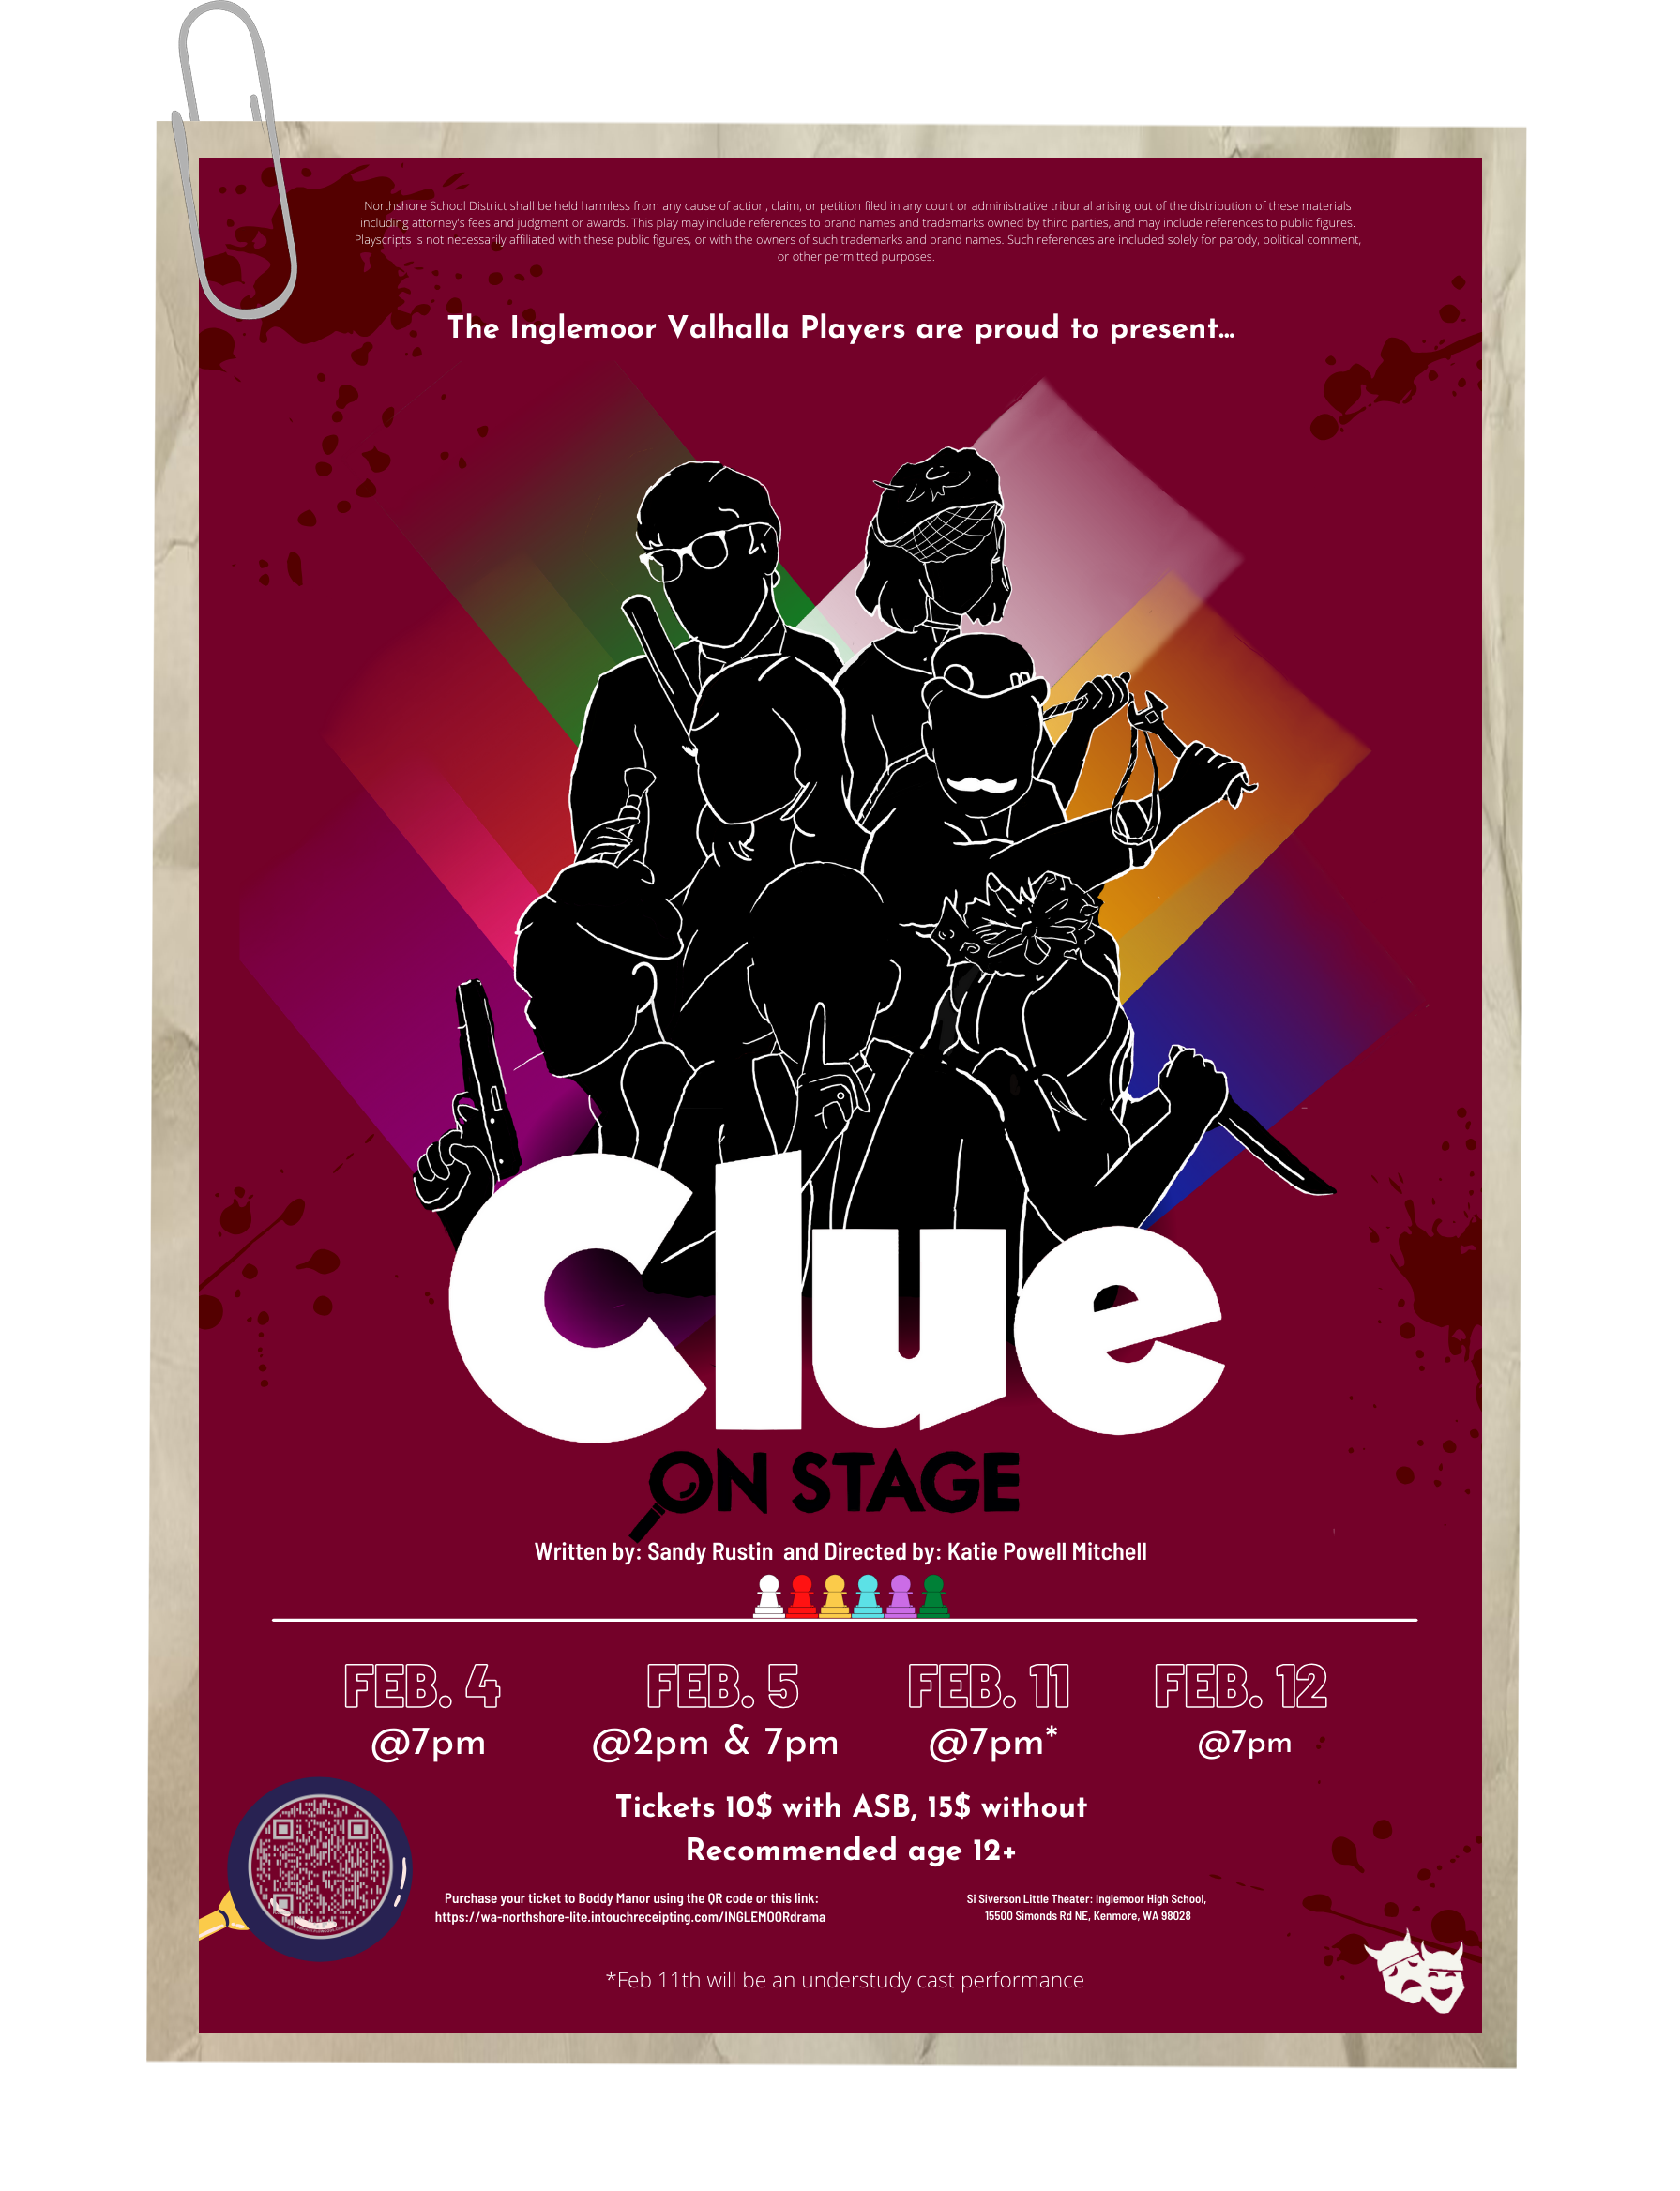 Northshore School District shall be held harmless from any cause of action, claim, or petition filed in any court or administrative tribunal arising out of the distribution of these materials
including attorney's fees and judgment or awards. This play may include references to brand names and trademarks owned by third parties, and may include references to public figures.
Playscripts is not necessarily affiliated with these public figures, or with the owners of such trademarks and brand names. Such references are included solely for parody, political comment,
or other permitted purposes.
The Inglemoor Valhalla Players are proud to present...
Clue
ON STAGE
Written by: Sandy Rustin and Directed by: Katie Powell Mitchell
FEB. 4 FEB. 5 FEB. 11 FEB. 12
@7pm @2pm & 7pm @7pm* @7pm
Tickets 10$ with ASB, 15$ without
Recommended age 12+
Purchase your ticket to Boddy Manor using the QR code or this link:
https://wa-northshore-lite.intouchreceipting.com/INGLEMOORdrama
Si Siverson Little Theater: Inglemoor High School,
15500 Simonds Rd NE, Kenmore, WA 98028
*Feb 11th will be an understudy cast performance